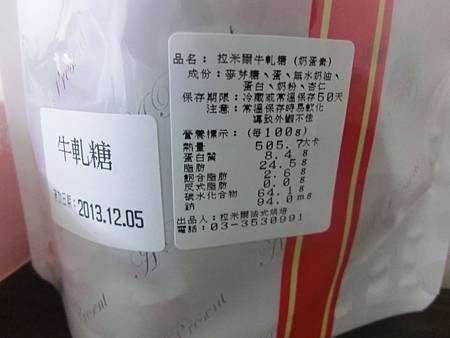 品名: 拉米爾牛軋糖 (奶蛋素)
成份: 麥芽糖、蛋、無水奶油、
蛋白、奶粉、杏仁
保存期限: 冷藏或常溫保存50天
注意: 常溫保存時易軟化
導致外觀不佳
營養標示: (每100g)
熱量 505.7大卡
蛋白質 8.4g
脂肪 24.5g
飽合脂肪 2.6g
反式脂肪 0.0g
碳水化合物 64.1g
鈉 94.0mg
出品人: 拉米爾法式烘焙
電話: 03-3530991
牛軋糖
2013.12.05
Present